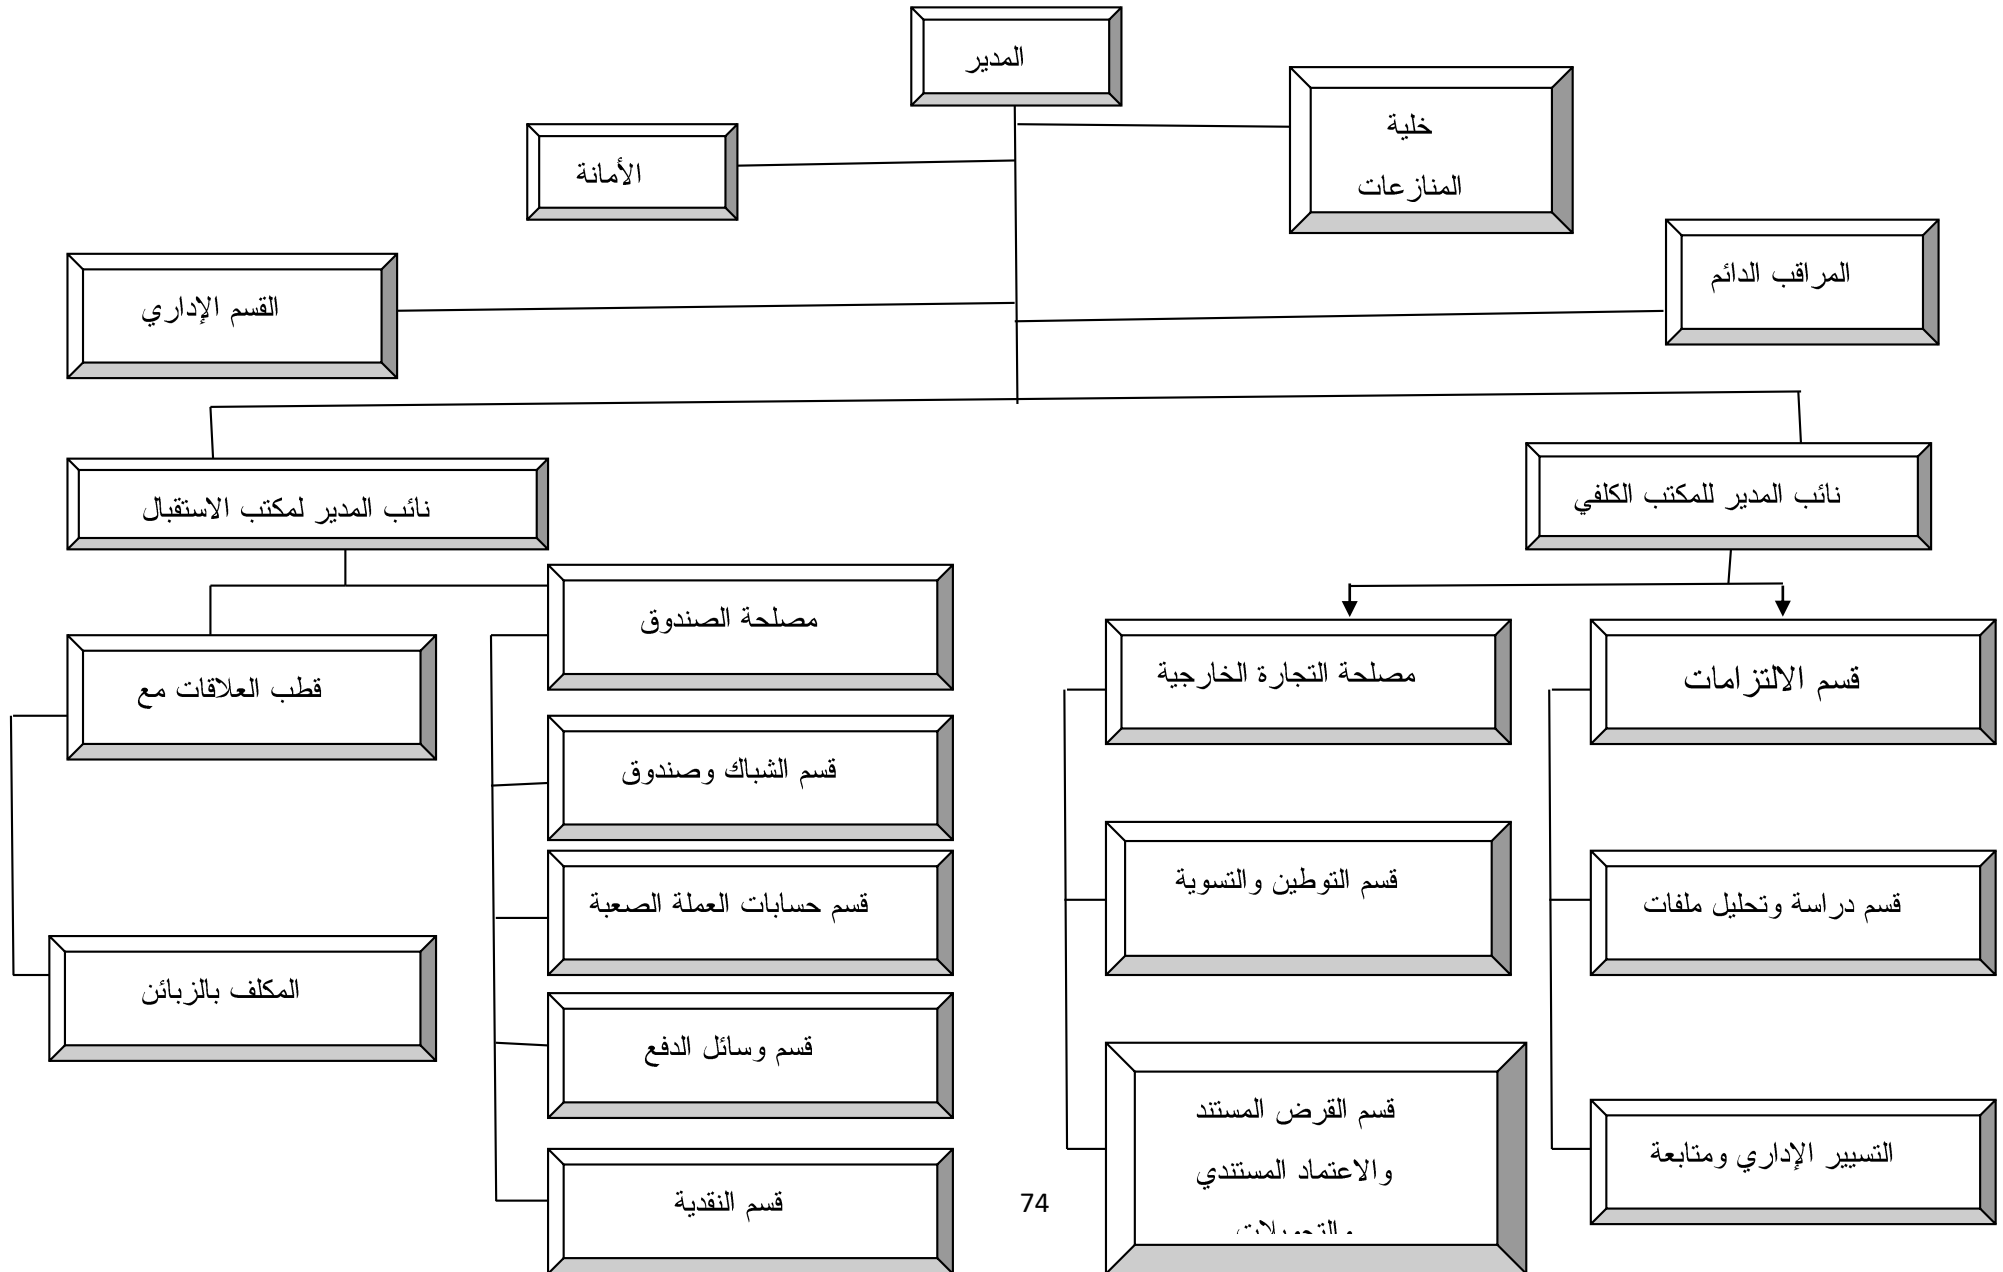 المدير
خلية
المنازعات
الأمانة
المراقب الدائم
القسم الإداري
نائب المدير للمكتب الكلفي
نائب المدير لمكتب الاستقبال
قسم الالتزامات
مصلحة التجارة الخارجية
مصلحة الصندوق
قطب العلاقات مع
قسم الشباك وصندوق
قسم دراسة وتحليل ملفات
قسم التوطين والتسوية
قسم حسابات العملة الصعبة
المكلف بالزبائن
قسم وسائل الدفع
التسيير الإداري ومتابعة
قسم القرض المستند
والاعتماد المستندي
والتحويلات
قسم النقدية
74